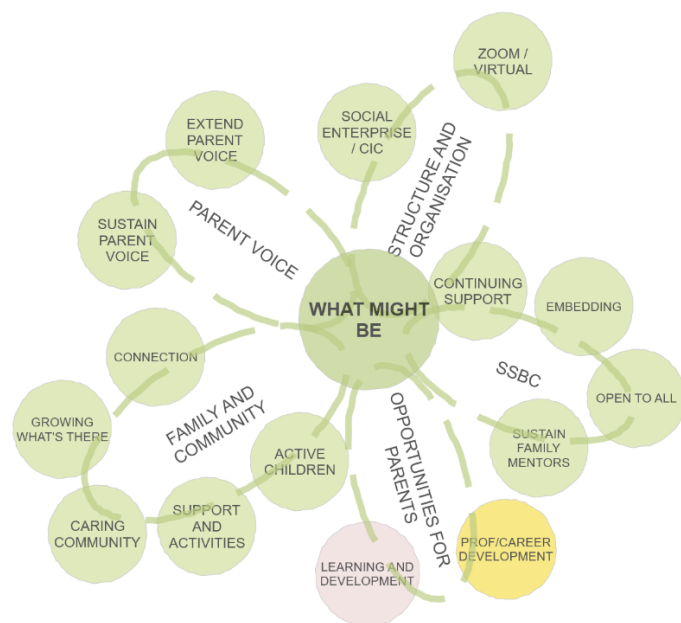 ZOOM /
VIRTUAL
SOCIAL
ENTERPRISE
/ CIC
STRUCTURE AND
ORGANISATION
EXTEND
PARENT
VOICE
SUSTAIN
PARENT
VOICE
PARENT VOICE
WHAT MIGHT
BE
CONTINUING
SUPPORT
EMBEDDING
OPEN TO ALL
SUSTAIN
FAMILY
MENTORS
SSBC
CONNECTION
GROWING
WHAT'S THERE
CARING
COMMUNITY
SUPPORT
AND
ACTIVITIES
ACTIVE
CHILDREN
FAMILY AND
COMMUNITY
OPPORTUNITIES FOR
PARENTS
LEARNING AND
DEVELOPMENT
PROF/CAREER
DEVELOPMENT